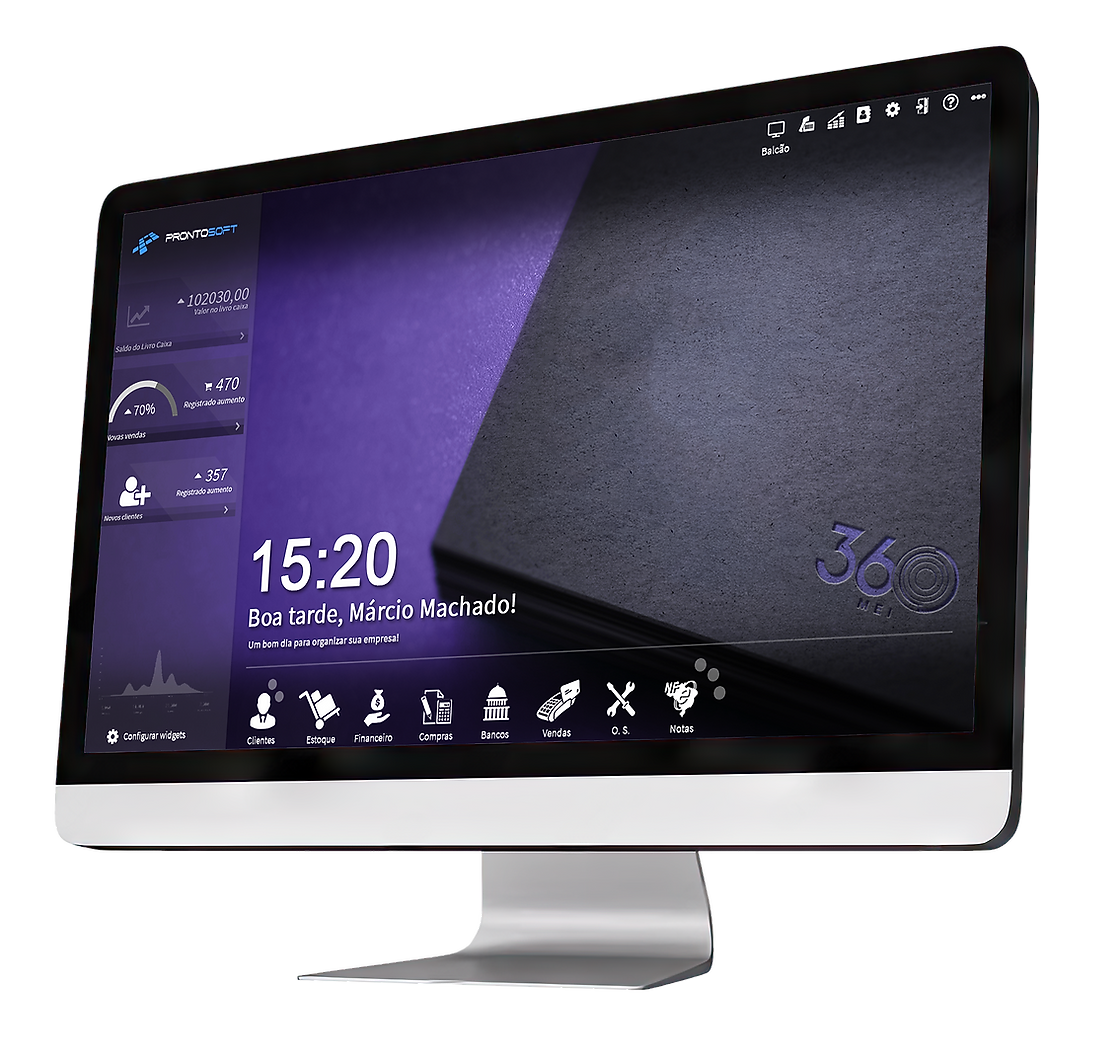 Balcão
PRONTOSOFT
102030,00
Valor no livro caixa
Saldo do Livro Caixa
470
Registrado aumento
70%
Novas vendas
357
Registrado aumento
Novos clientes
15:20
Boa tarde, Márcio Machado!
Um bom dia para organizar sua empresa!
360
MEI
Configurar widgets
Clientes
Estoque
Financeiro
Compras
Bancos
Vendas
O. S.
Notas